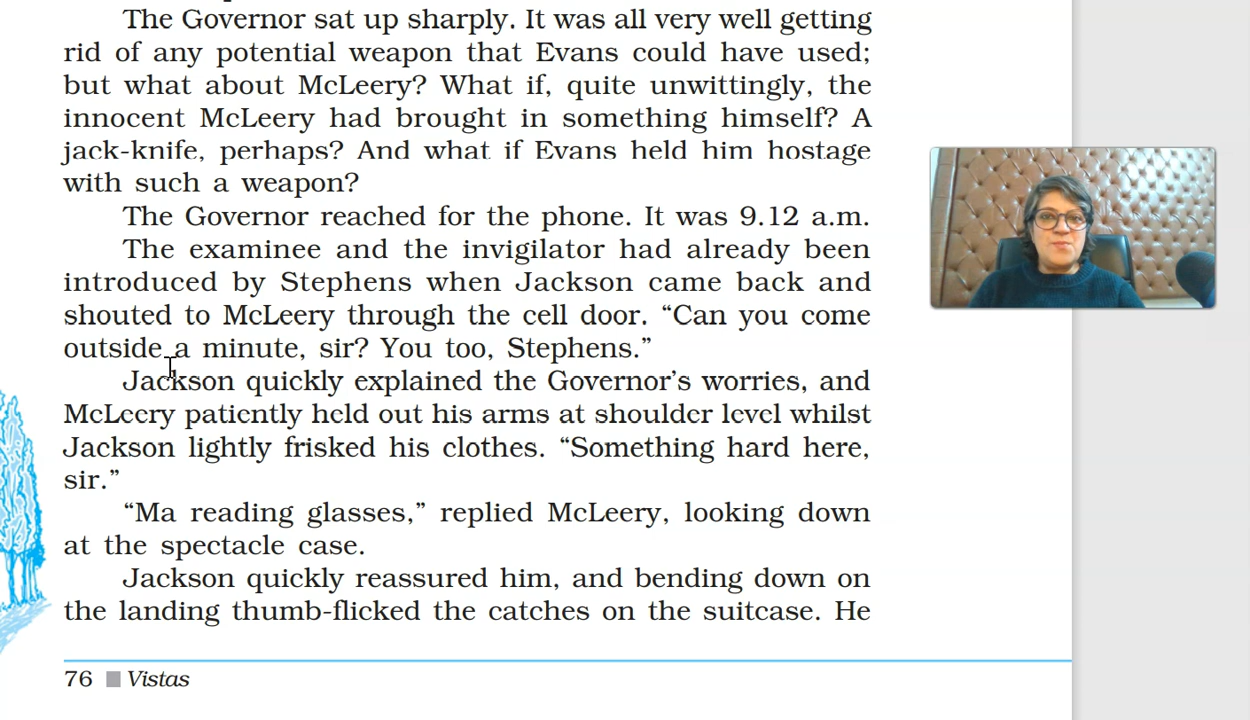 The Governor sat up sharply. It was all very well getting
rid of any potential weapon that Evans could have used;
but what about McLeery? What if, quite unwittingly, the
innocent McLeery had brought in something himself? A
jack-knife, perhaps? And what if Evans held him hostage
with such a weapon?
The Governor reached for the phone. It was 9.12 a.m.
The examinee and the invigilator had already been
introduced by Stephens when Jackson came back and
shouted to McLeery through the cell door. “Can you come
outside a minute, sir? You too, Stephens.”
Jackson quickly explained the Governor’s worries, and
McLeery patiently held out his arms at shoulder level whilst
Jackson lightly frisked his clothes. “Something hard here,
sir.”
“Ma reading glasses,” replied McLeery, looking down
at the spectacle case.
Jackson quickly reassured him, and bending down on
the landing thumb-flicked the catches on the suitcase. He
76 Vistas